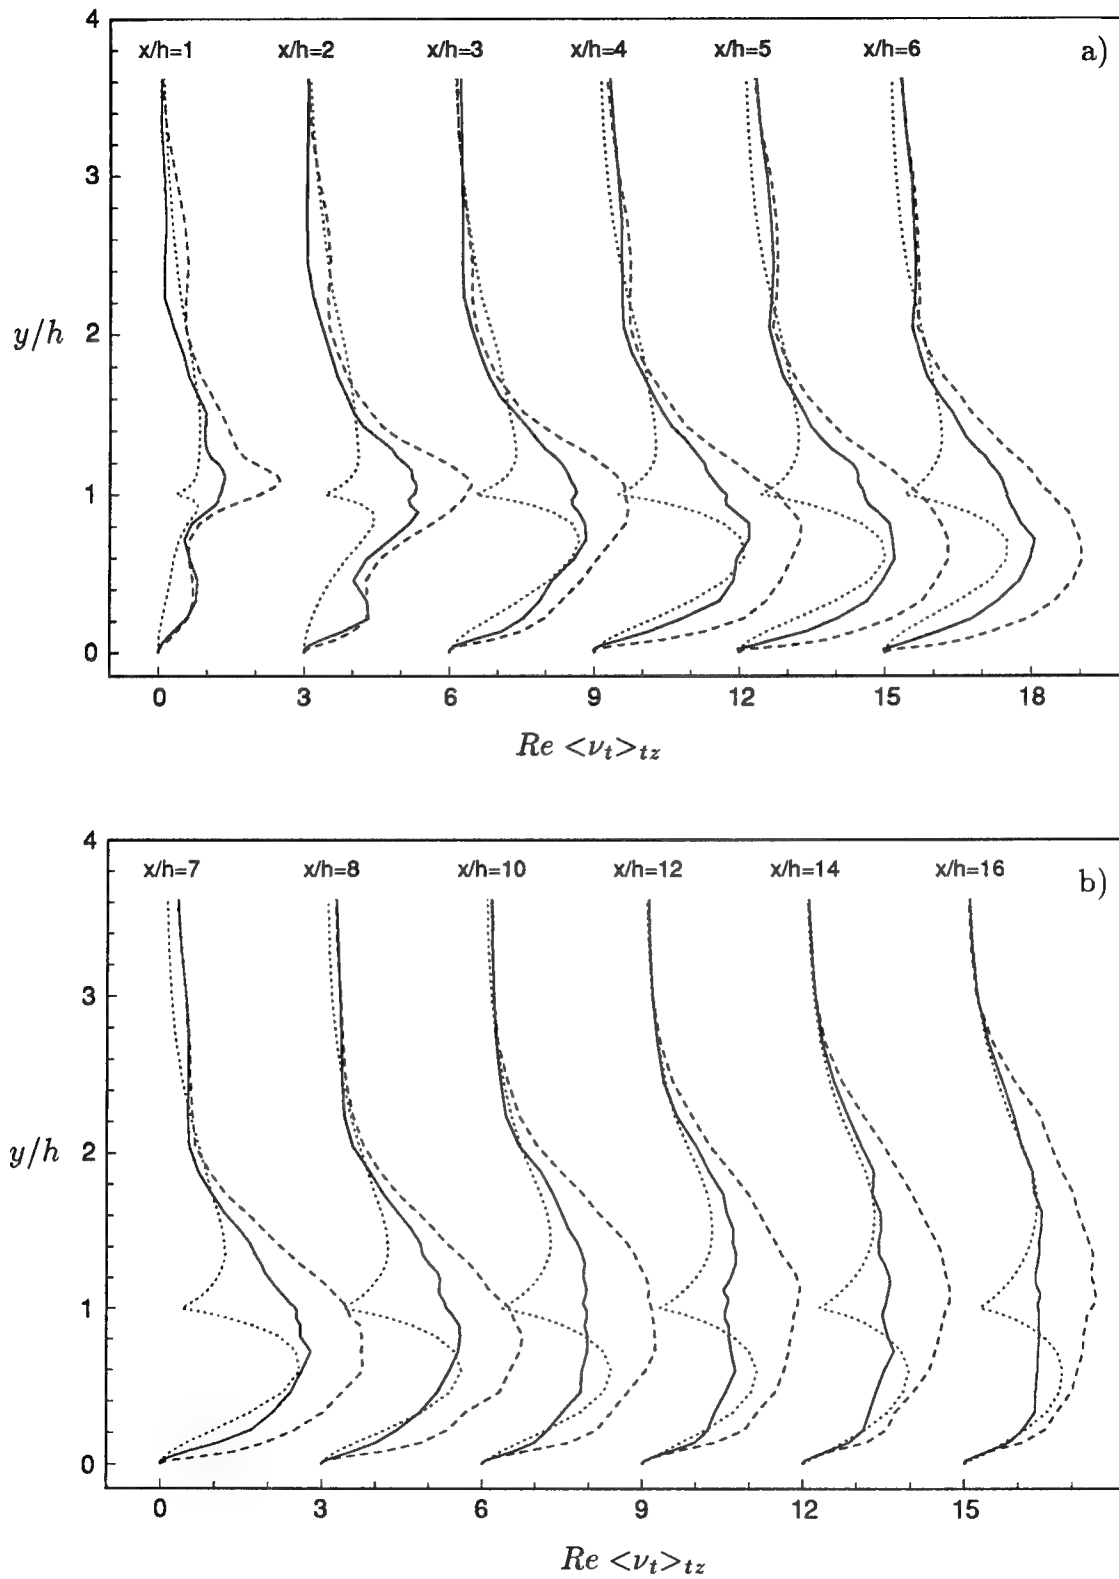 4
x/h=1 x/h=2 x/h=3 x/h=4 x/h=5 x/h=6 a)
3
y/h 2
1
0
0 3 6 9 12 15 18
Re <ν_t>_{tz}
4
x/h=7 x/h=8 x/h=10 x/h=12 x/h=14 x/h=16 b)
3
y/h 2
1
0
0 3 6 9 12 15
Re <ν_t>_{tz}